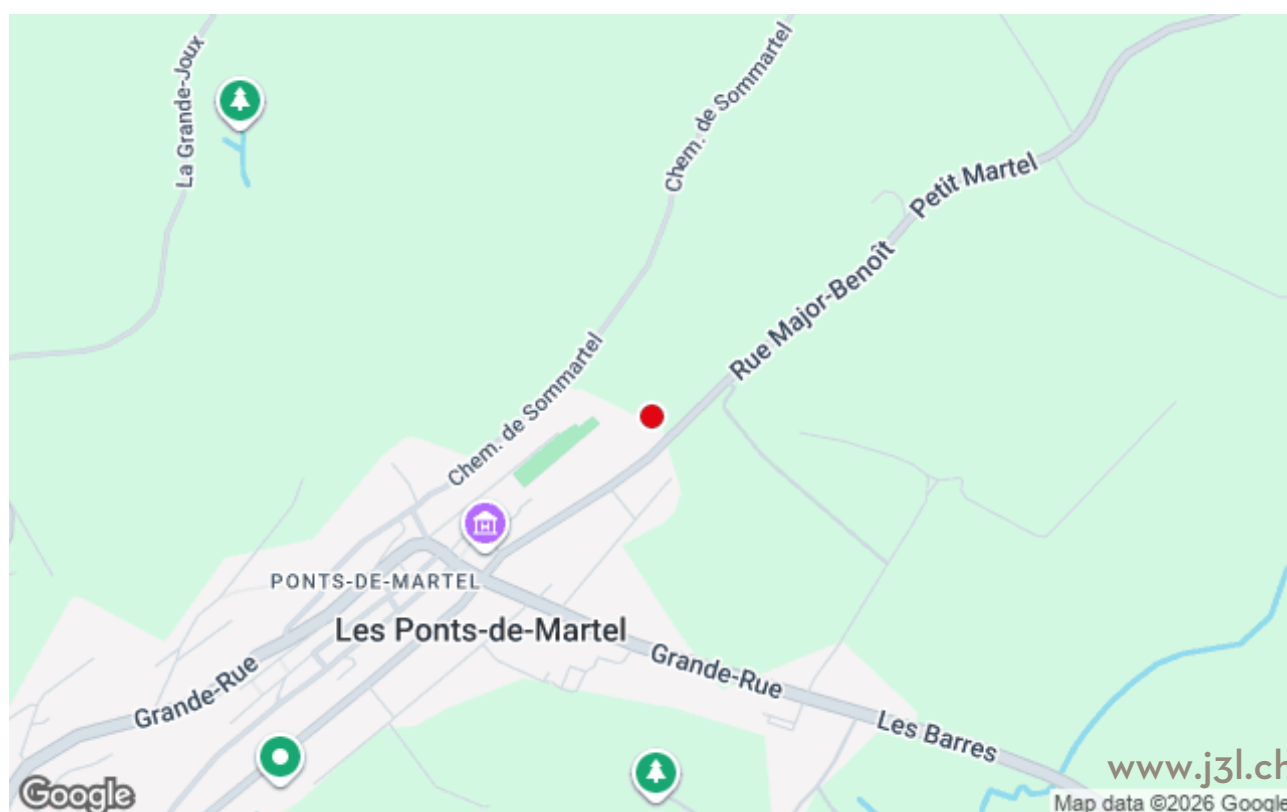 La Grande-Joux
Chem. de Sommartel
Petit Martel
Rue Major-Benoît
Chem. de Sommartel
PONTS-DE-MARTEL
Les Ponts-de-Martel
Grande-Rue
Grande-Rue
Les Barres
www.j3l.ch
Google
Map data ©2026 Google